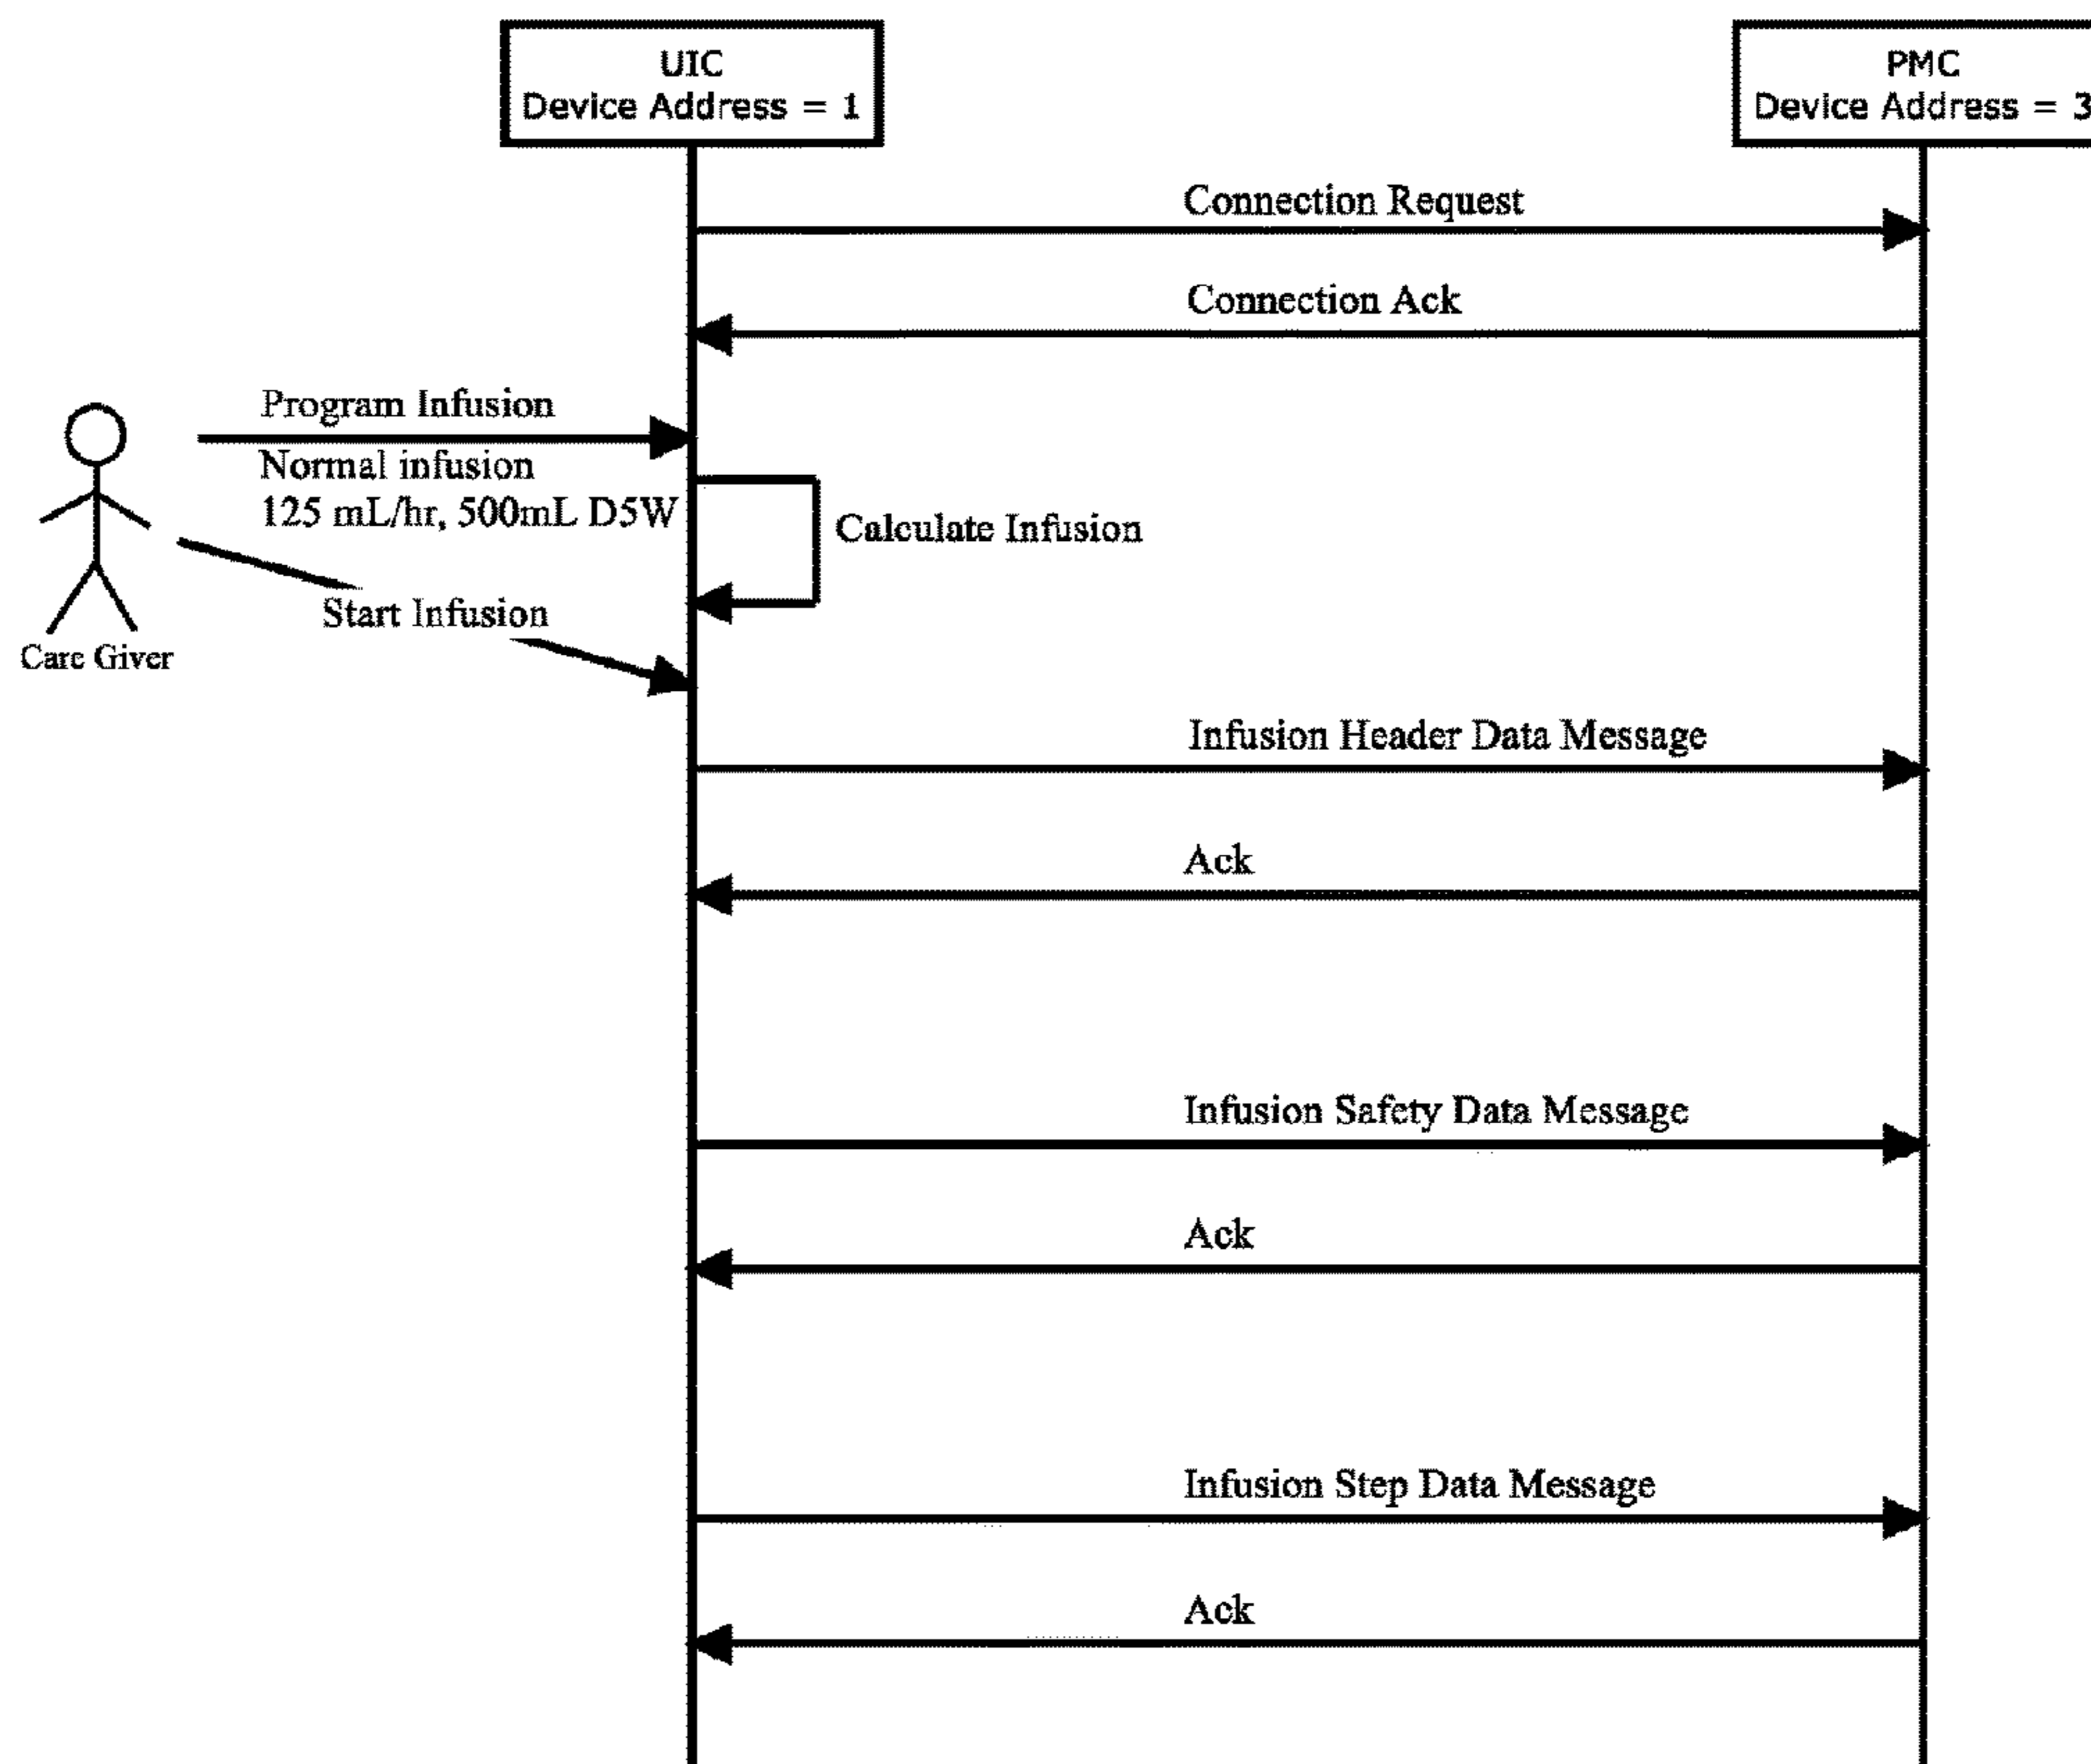 UIC
Device Address = 1
PMC
Device Address = 3
Connection Request
Connection Ack
Program Infusion
Normal infusion
125 mL/hr, 500mL D5W
Calculate Infusion
Start Infusion
Care Giver
Infusion Header Data Message
Ack
Infusion Safety Data Message
Ack
Infusion Step Data Message
Ack